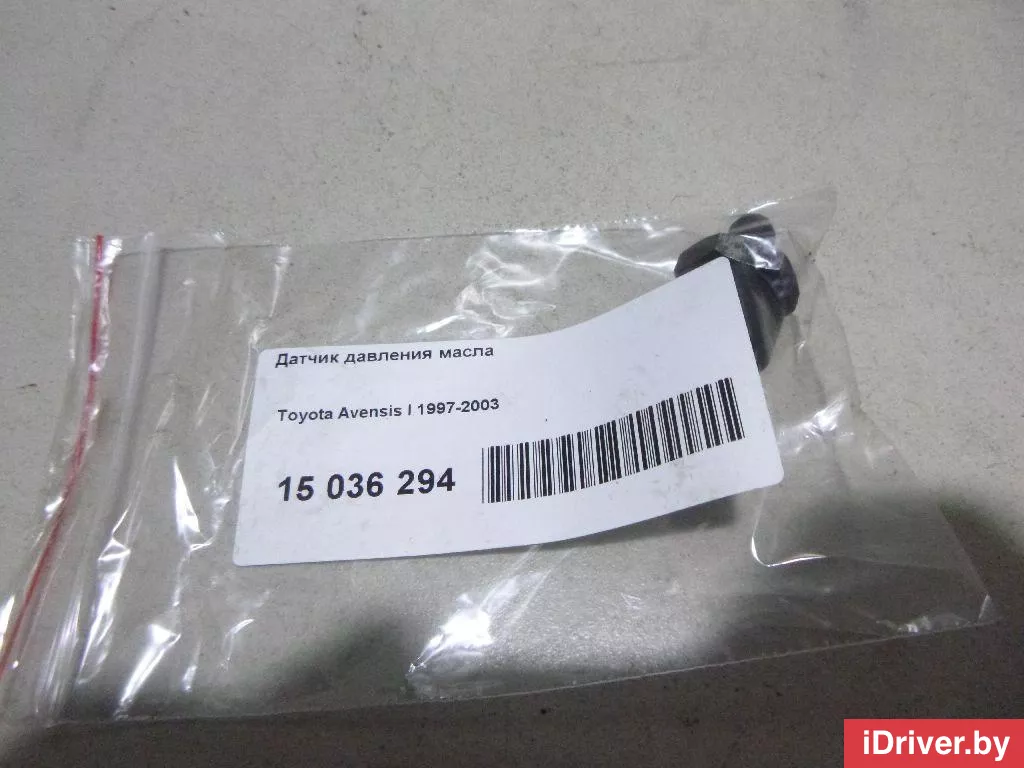 Датчик давления масла
Toyota Avensis I 1997-2003
15 036 294
iDriver.by